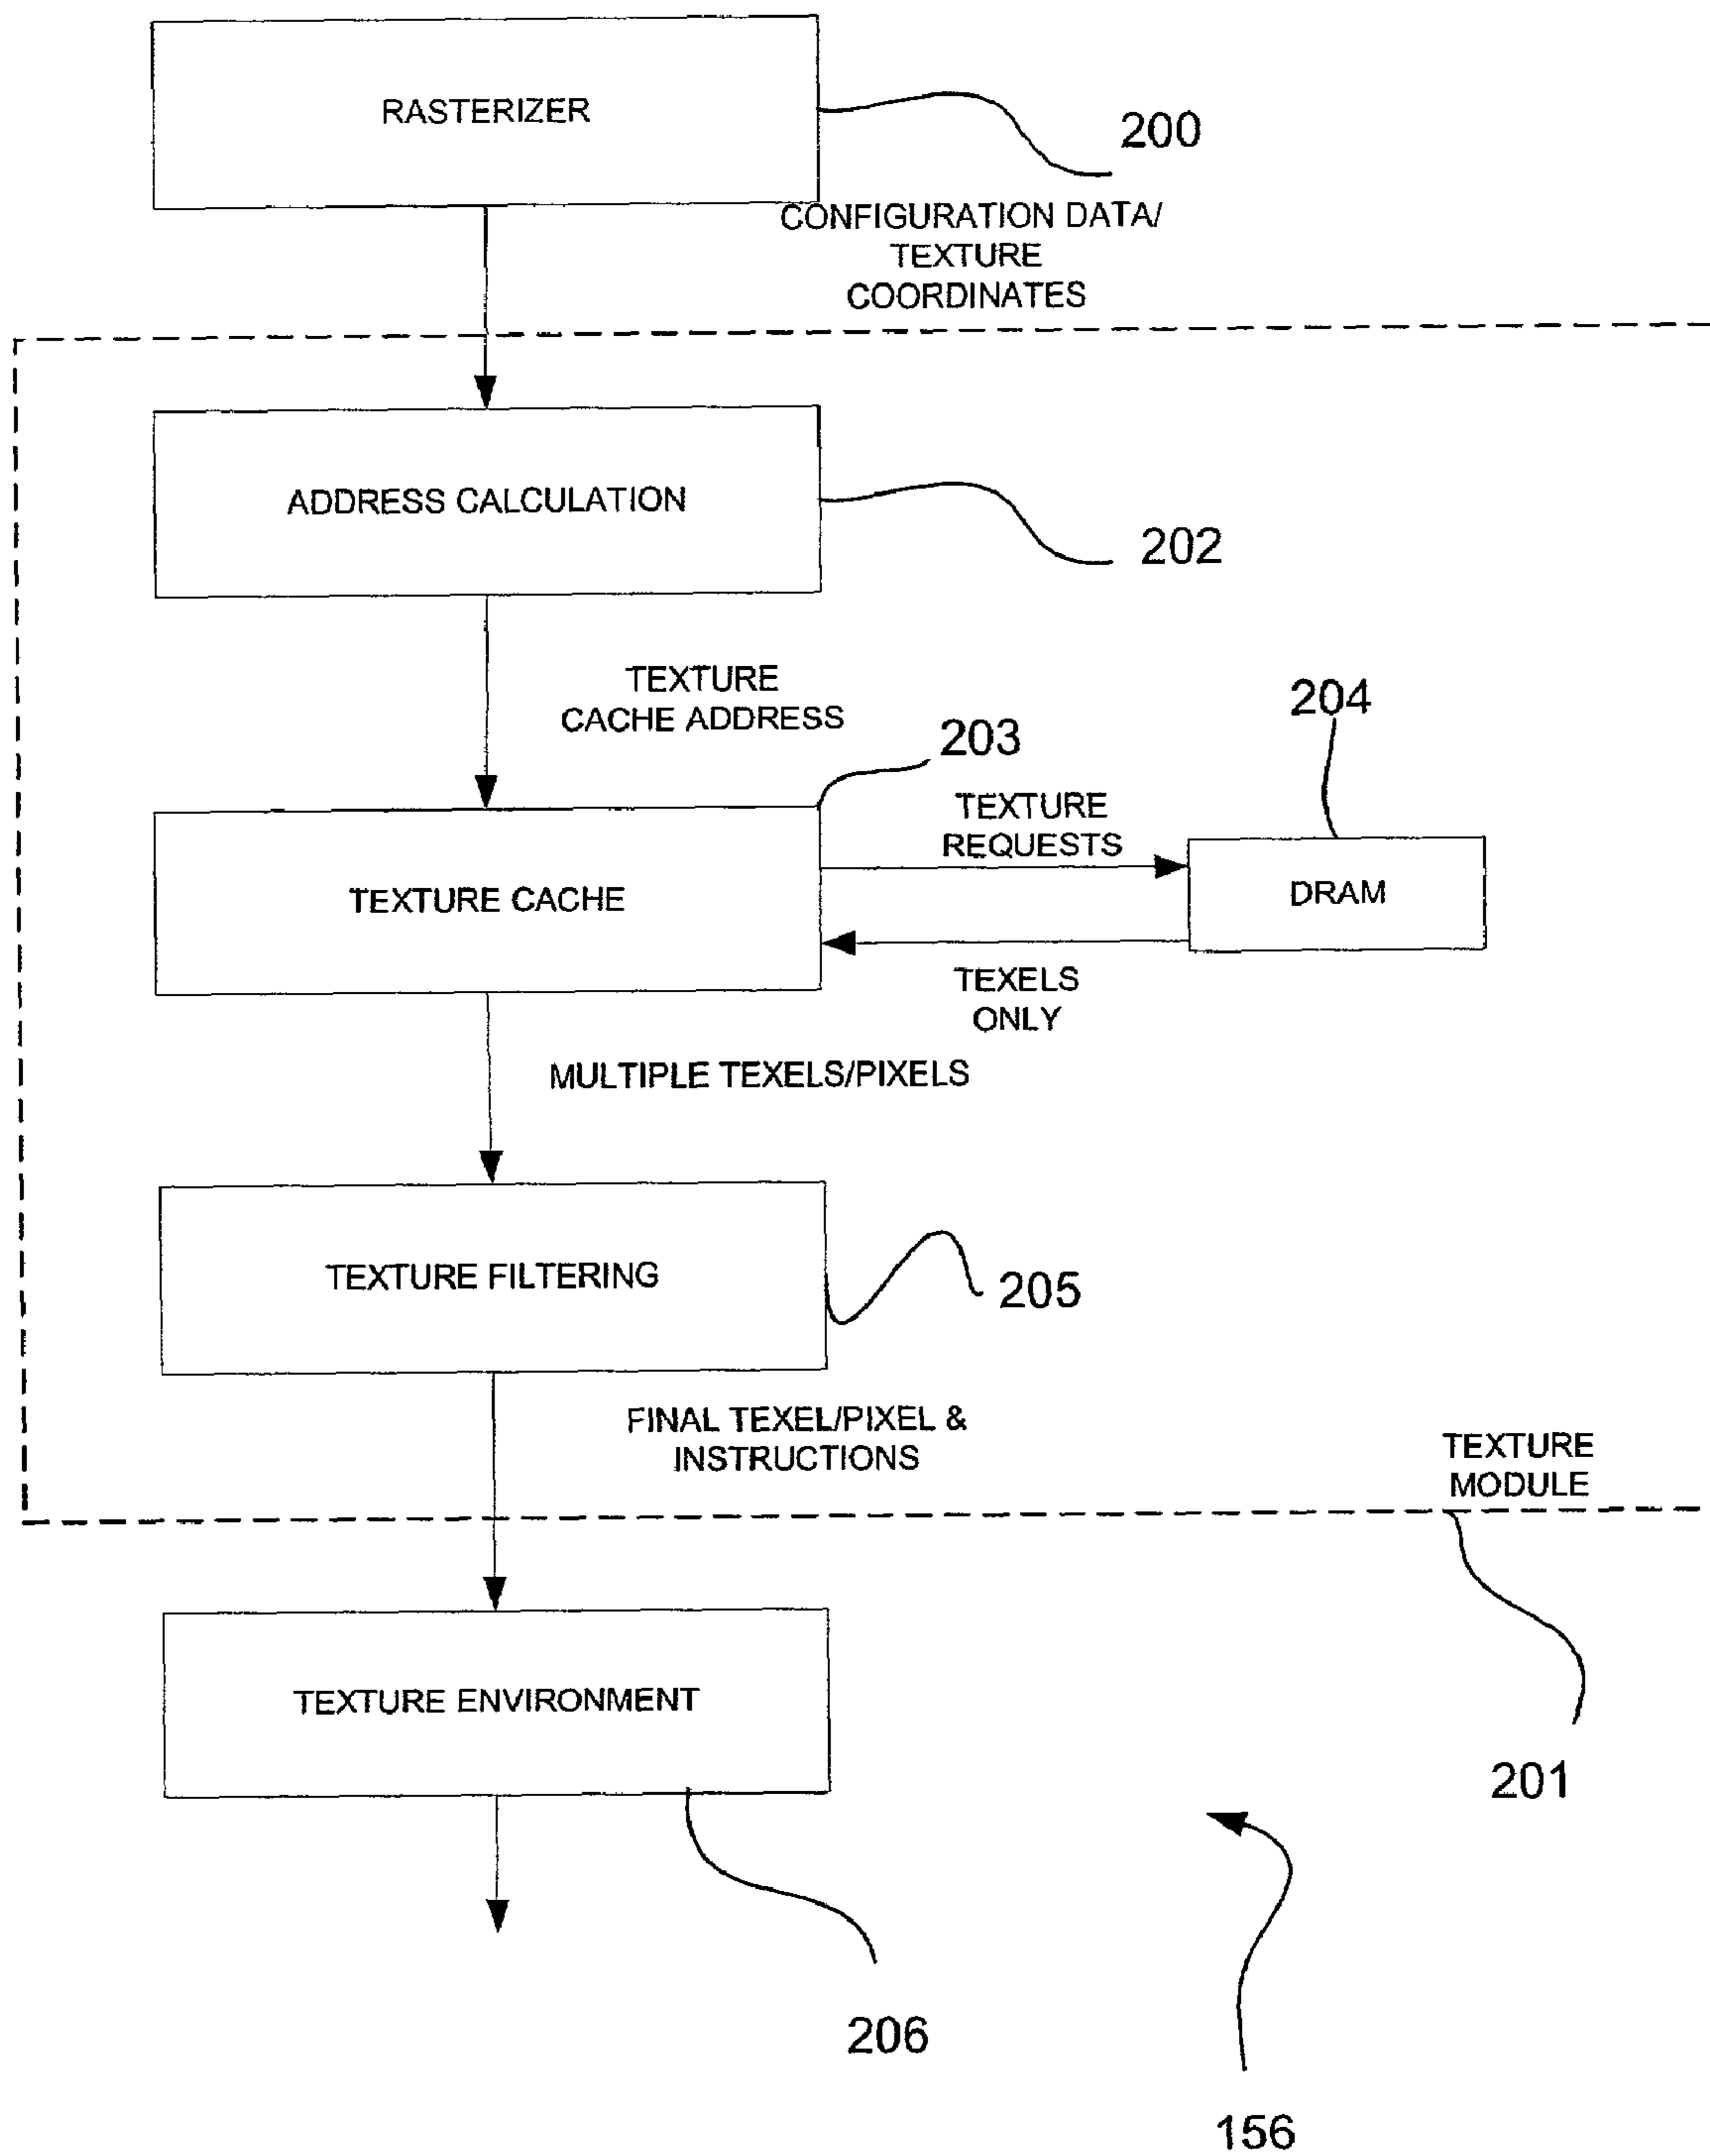 RASTERIZER
200
CONFIGURATION DATA/
TEXTURE
COORDINATES
ADDRESS CALCULATION
202
TEXTURE
CACHE ADDRESS
203
204
TEXTURE
REQUESTS
TEXTURE CACHE
DRAM
TEXELS
ONLY
MULTIPLE TEXELS/PIXELS
TEXTURE FILTERING
205
FINAL TEXEL/PIXEL &
INSTRUCTIONS
TEXTURE
MODULE
TEXTURE ENVIRONMENT
201
206
156